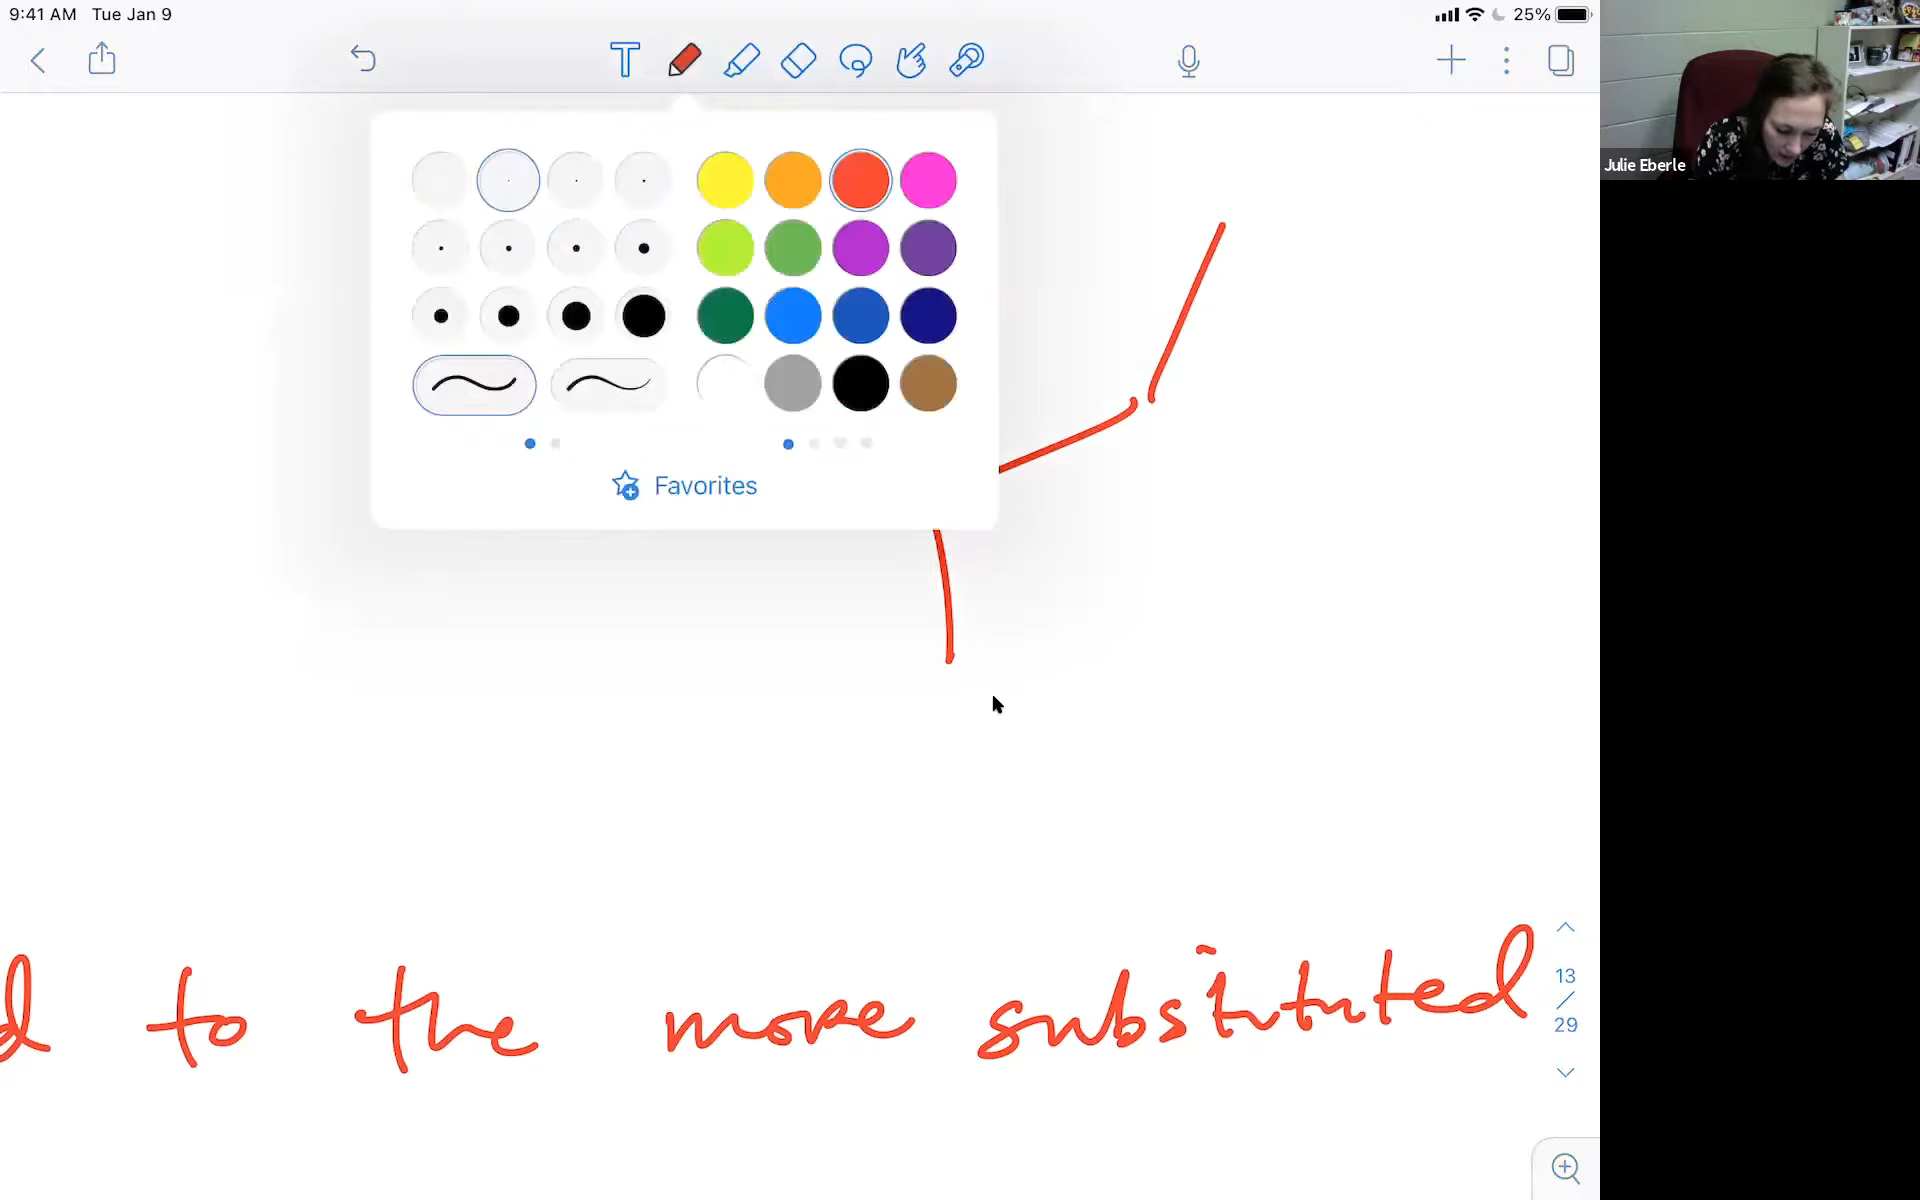 9:41 AM Tue Jan 9
25%
T
Julie Eberle
Favorites
d to the more substituted
13
/
29